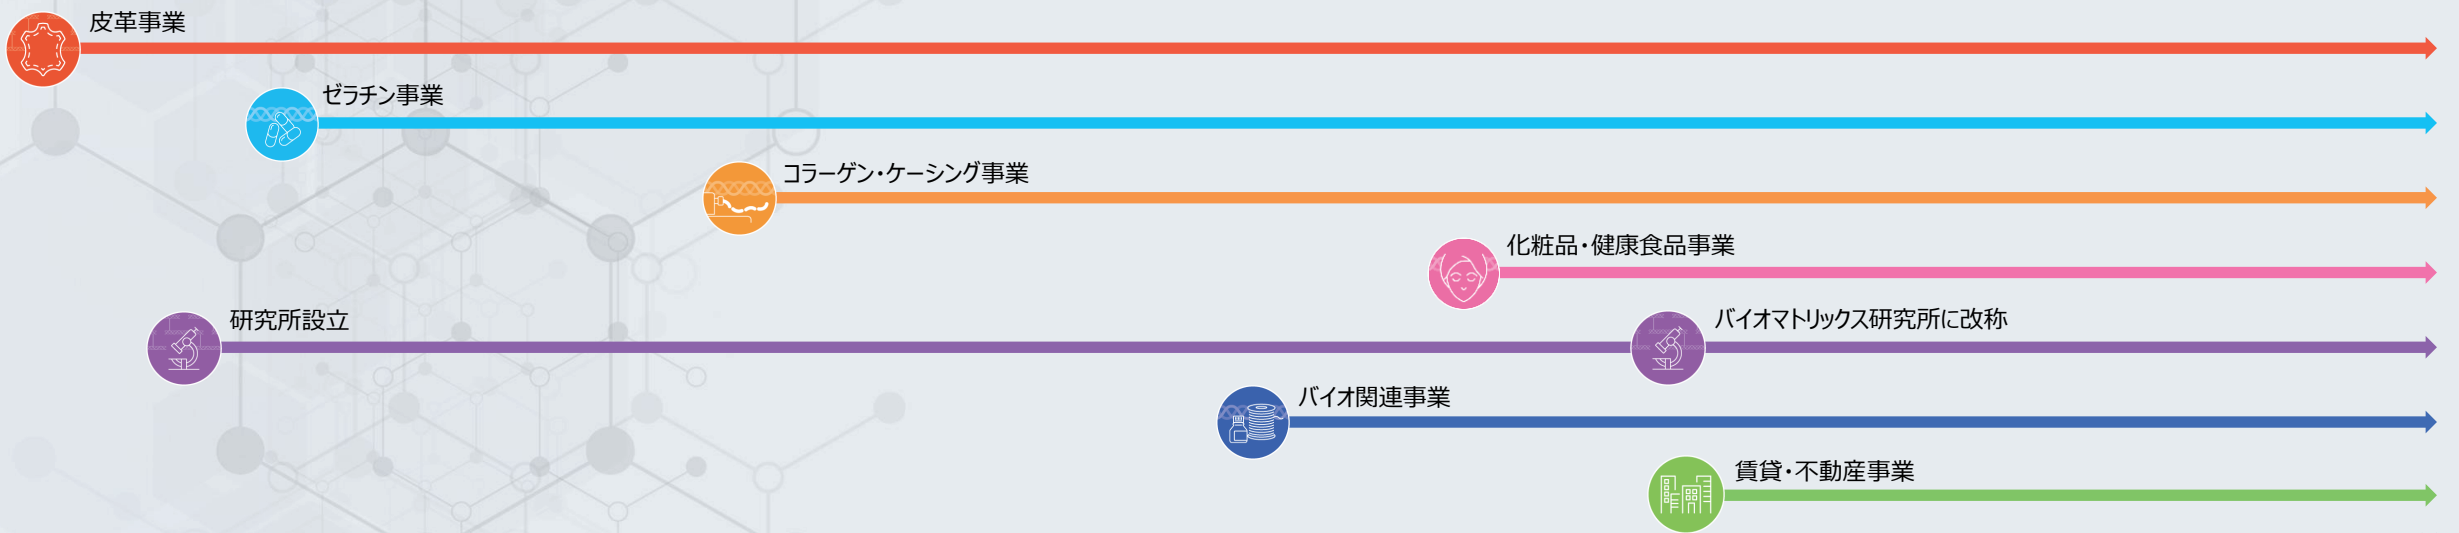 皮革事業
ゼラチン事業
コラーゲン・ケーシング事業
化粧品・健康食品事業
研究所設立
バイオマトリックス研究所に改称
バイオ関連事業
賃貸・不動産事業